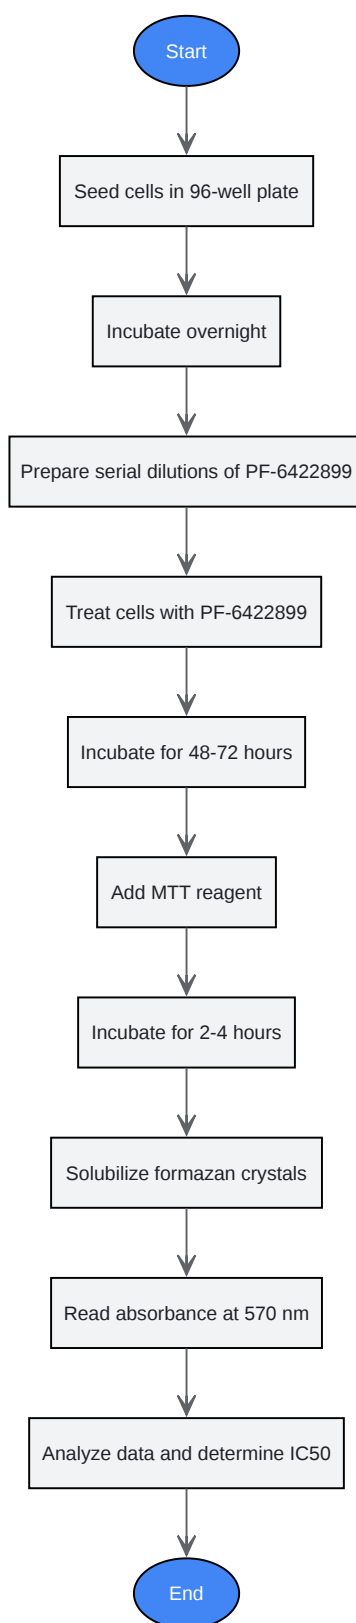 Start
Seed cells in 96-well plate
Incubate overnight
Prepare serial dilutions of PF-6422899
Treat cells with PF-6422899
Incubate for 48-72 hours
Add MTT reagent
Incubate for 2-4 hours
Solubilize formazan crystals
Read absorbance at 570 nm
Analyze data and determine IC50
End